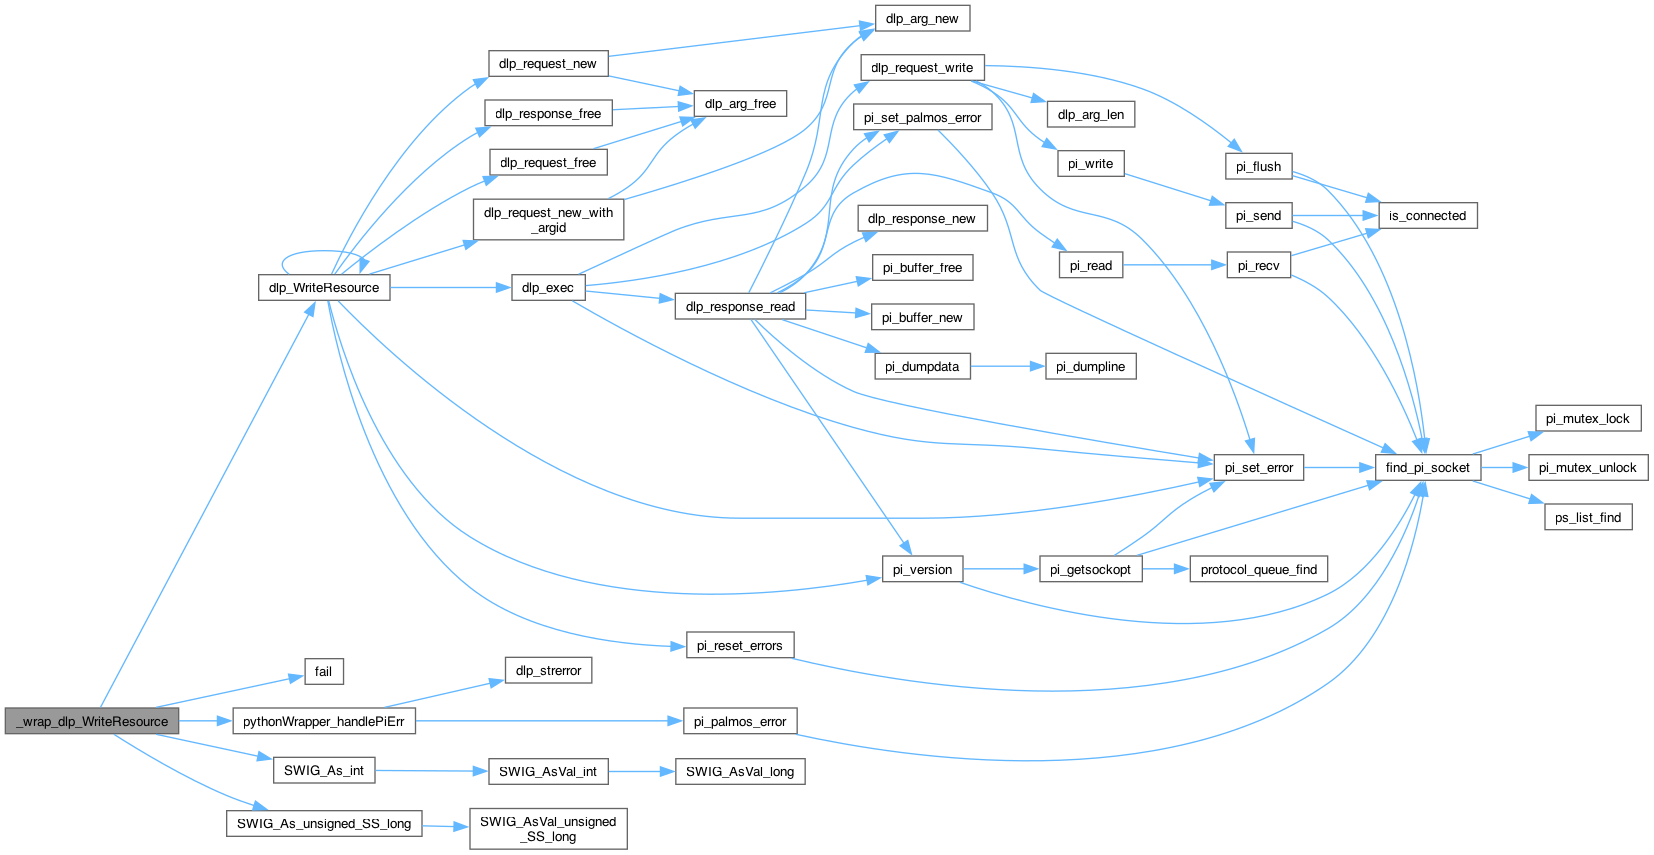 dlp_arg_new
dlp_request_new
dlp_request_write
dlp_arg_free
dlp_response_free
dlp_arg_len
pi_set_palmos_error
dlp_request_free
pi_write
pi_flush
dlp_request_new_with
_argid
dlp_response_new
pi_send
is_connected
pi_buffer_free
pi_read
pi_recv
dlp_WriteResource
dlp_exec
dlp_response_read
pi_buffer_new
pi_dumpdata
pi_dumpline
pi_mutex_lock
pi_set_error
find_pi_socket
pi_mutex_unlock
ps_list_find
pi_version
pi_getsockopt
protocol_queue_find
pi_reset_errors
fail
dlp_strerror
_wrap_dlp_WriteResource
pythonWrapper_handlePiErr
pi_palmos_error
SWIG_As_int
SWIG_AsVal_int
SWIG_AsVal_long
SWIG_As_unsigned_SS_long
SWIG_AsVal_unsigned
_SS_long